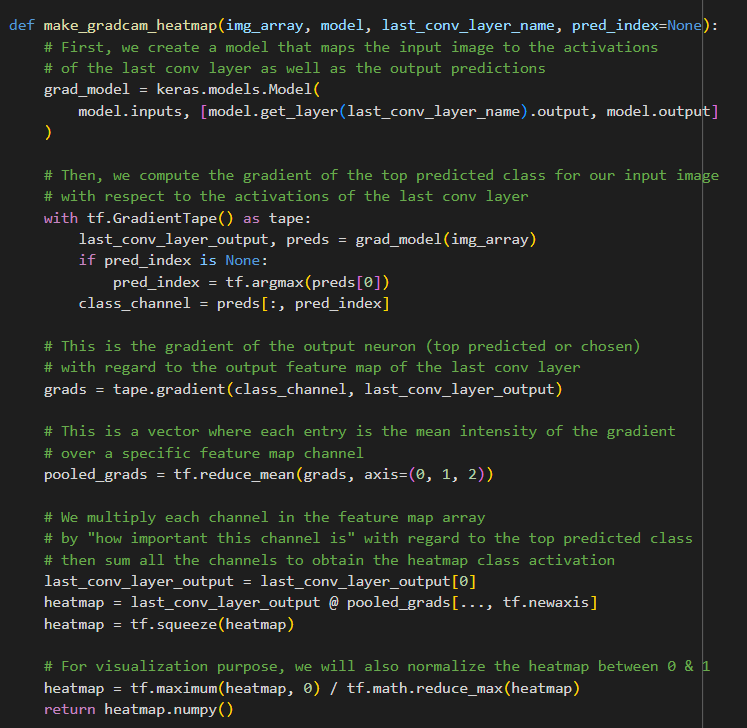 def make_gradcam_heatmap(img_array, model, last_conv_layer_name, pred_index=None):
    # First, we create a model that maps the input image to the activations
    # of the last conv layer as well as the output predictions
    grad_model = keras.models.Model(
        model.inputs, [model.get_layer(last_conv_layer_name).output, model.output]
    )

    # Then, we compute the gradient of the top predicted class for our input image
    # with respect to the activations of the last conv layer
    with tf.GradientTape() as tape:
        last_conv_layer_output, preds = grad_model(img_array)
        if pred_index is None:
            pred_index = tf.argmax(preds[0])
        class_channel = preds[:, pred_index]

    # This is the gradient of the output neuron (top predicted or chosen)
    # with regard to the output feature map of the last conv layer
    grads = tape.gradient(class_channel, last_conv_layer_output)

    # This is a vector where each entry is the mean intensity of the gradient
    # over a specific feature map channel
    pooled_grads = tf.reduce_mean(grads, axis=(0, 1, 2))

    # We multiply each channel in the feature map array
    # by "how important this channel is" with regard to the top predicted class
    # then sum all the channels to obtain the heatmap class activation
    last_conv_layer_output = last_conv_layer_output[0]
    heatmap = last_conv_layer_output @ pooled_grads[..., tf.newaxis]
    heatmap = tf.squeeze(heatmap)

    # For visualization purpose, we will also normalize the heatmap between 0 & 1
    heatmap = tf.maximum(heatmap, 0) / tf.math.reduce_max(heatmap)
    return heatmap.numpy()